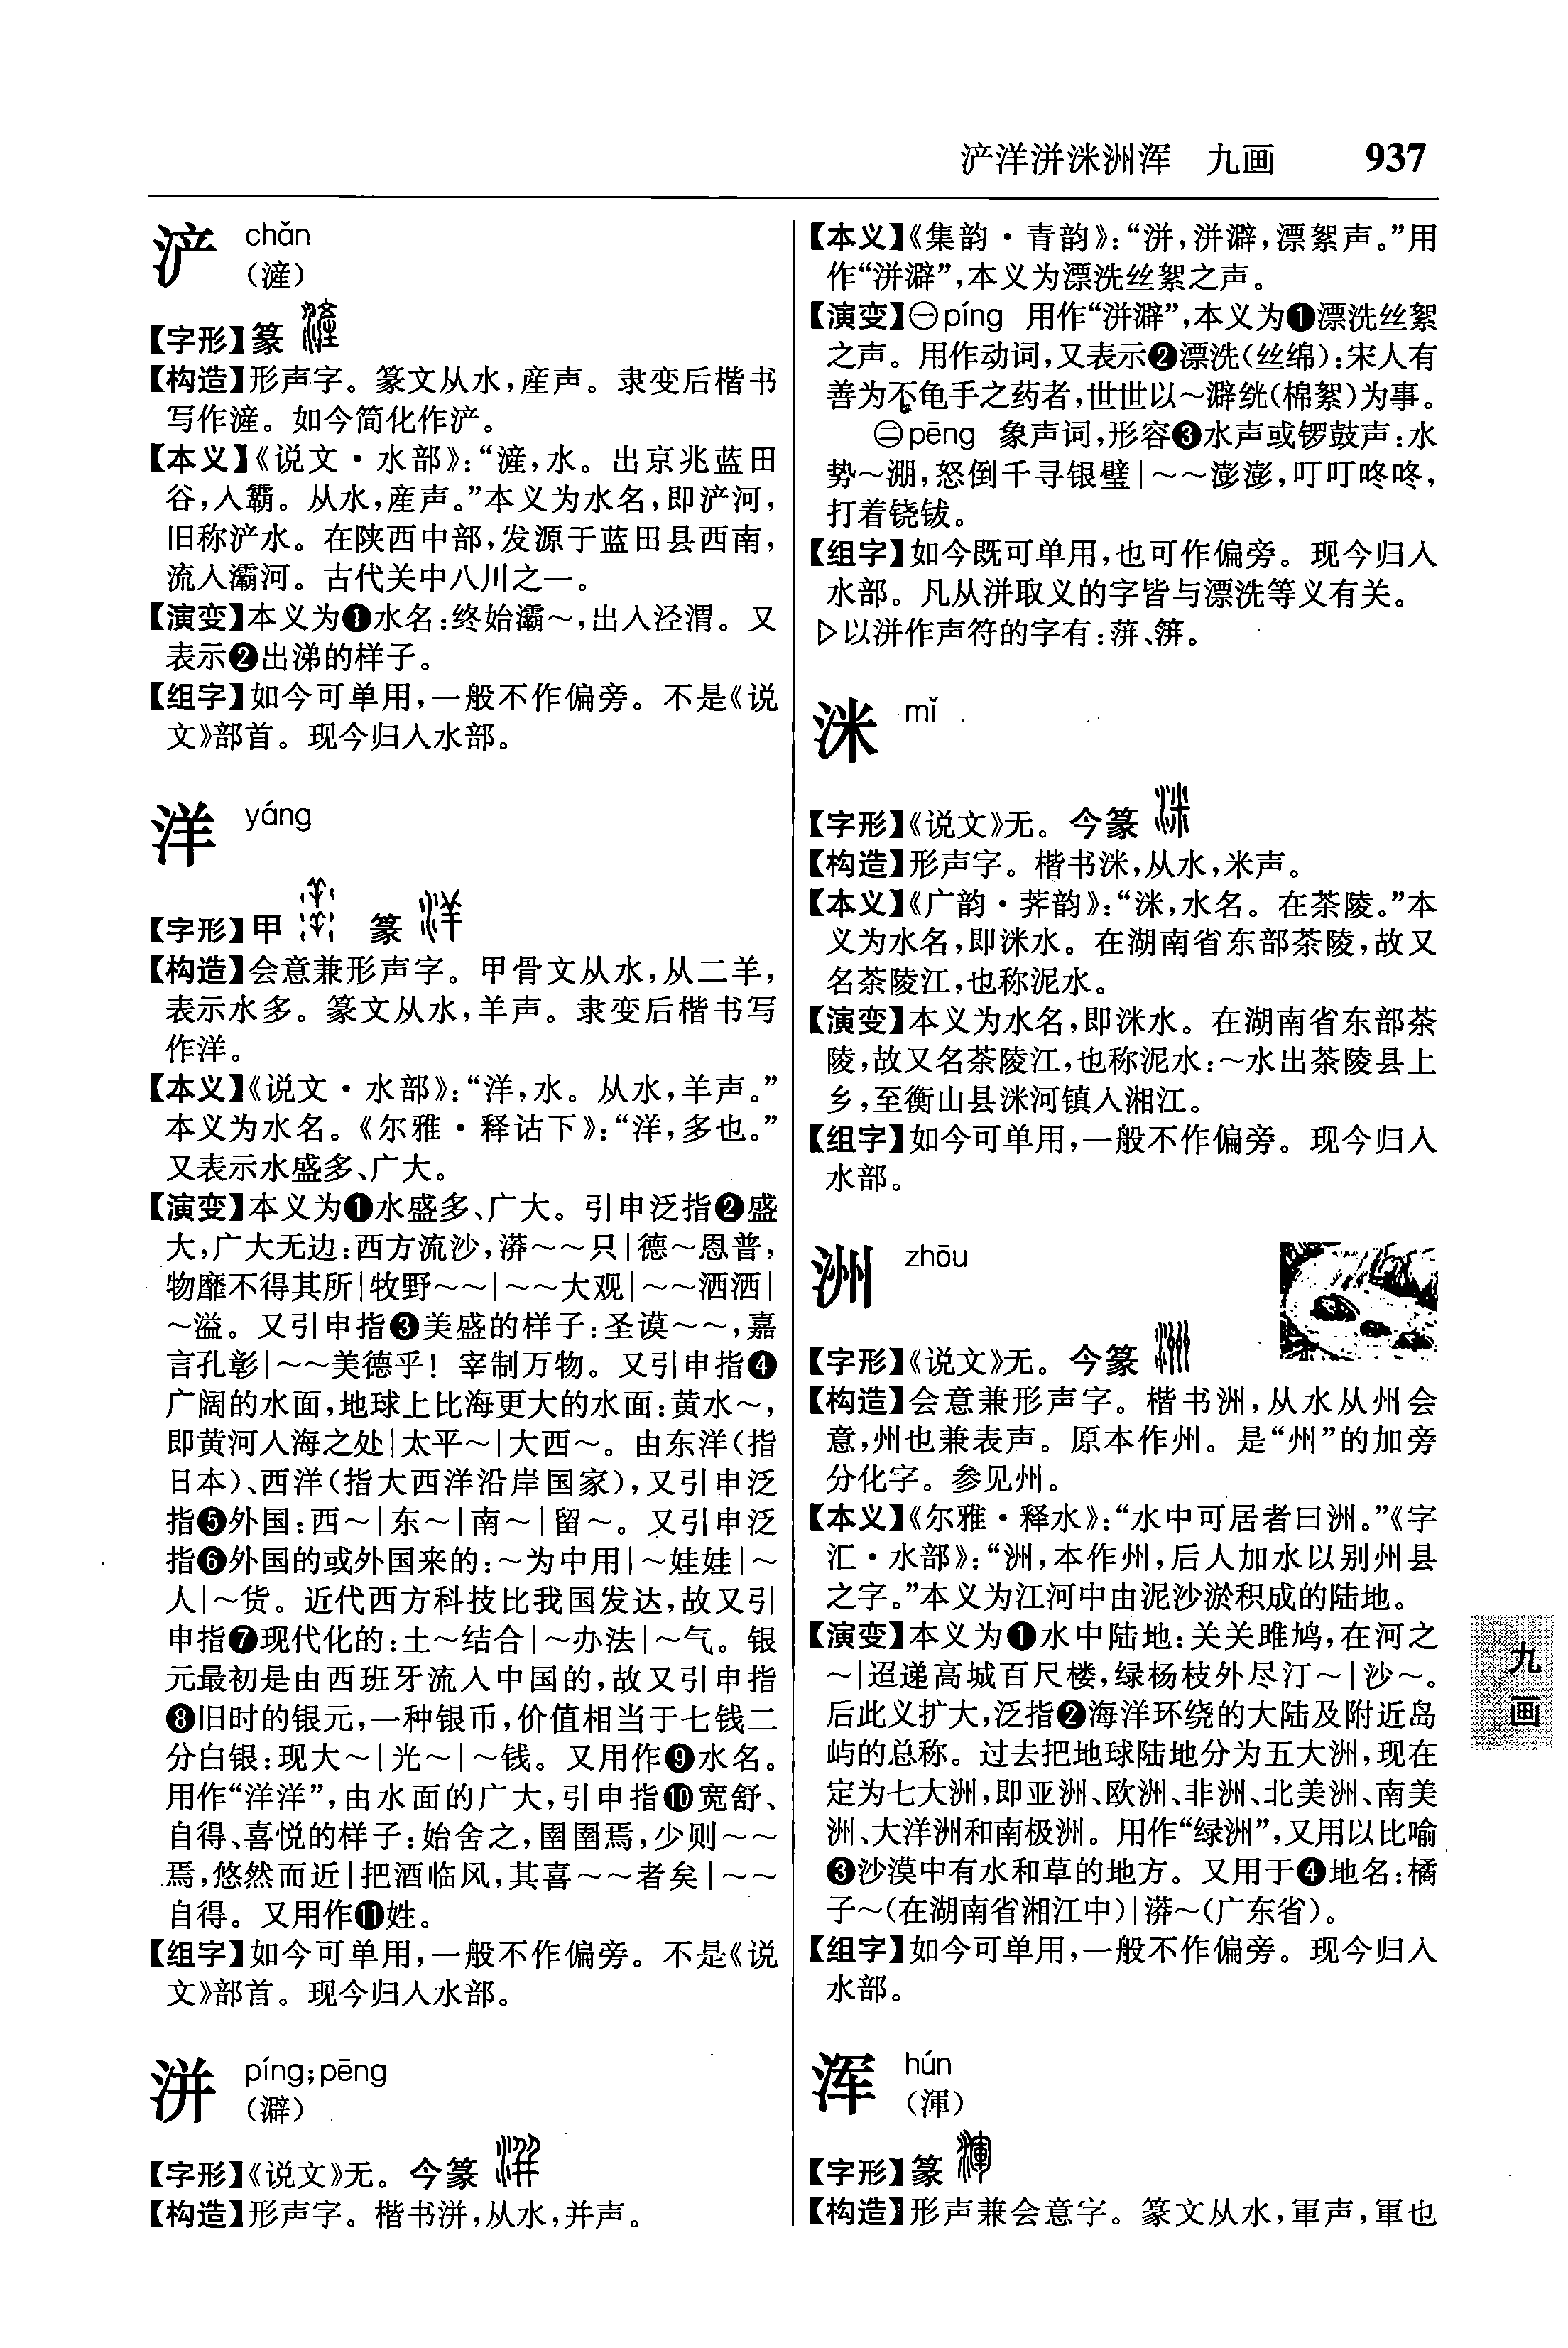 浐洋洴洣洲浑 九画 937
浐 chǎn
（滻）
【字形】篆
【构造】形声字。篆文从水，産声。隶变后楷书
写作滻。如今简化作浐。
【本义】《说文·水部》：“滻，水。出京兆蓝田
谷，入霸。从水，産声。”本义为水名，即浐河，
旧称浐水。在陕西中部，发源于蓝田县西南，
流入灞河。古代关中八川之一。
【演变】本义为❶水名：终始灞～，出入泾渭。又
表示❷出涕的样子。
【组字】如今可单用，一般不作偏旁。不是《说
文》部首。现今归入水部。
洋 yáng
【字形】甲 篆
【构造】会意兼形声字。甲骨文从水，从二羊，
表示水多。篆文从水，羊声。隶变后楷书写
作洋。
【本义】《说文·水部》：“洋，水。从水，羊声。”
本义为水名。《尔雅·释诂下》：“洋，多也。”
又表示水盛多、广大。
【演变】本义为❶水盛多、广大。引申泛指❷盛
大，广大无边：西方流沙，漭～～只|德～恩普，
物靡不得其所|牧野～～|～～大观|～～洒洒|
～溢。又引申指❸美盛的样子：圣谟～～，嘉
言孔彰|～～美德乎！宰制万物。又引申指❹
广阔的水面，地球上比海更大的水面：黄水～，
即黄河入海之处|太平～|大西～。由东洋（指
日本）、西洋（指大西洋沿岸国家），又引申泛
指❺外国：西～|东～|南～|留～。又引申泛
指❻外国的或外国来的：～为中用|～娃娃|～
人|～货。近代西方科技比我国发达，故又引
申指❼现代化的：土～结合|～办法|～气。银
元最初是由西班牙流入中国的，故又引申指
❽旧时的银元，一种银币，价值相当于七钱二
分白银：现大～|光～|～钱。又用作❾水名。
用作“洋洋”，由水面的广大，引申指❿宽舒、
自得、喜悦的样子：始舍之，圉圉焉，少则～～
焉，悠然而近|把酒临风，其喜～～者矣|～～
自得。又用作⓫姓。
【组字】如今可单用，一般不作偏旁。不是《说
文》部首。现今归入水部。
洴 píng；pēng
（澼）
【字形】《说文》无。今篆
【构造】形声字。楷书洴，从水，并声。
【本义】《集韵·青韵》：“洴，洴澼，漂絮声。”用
作“洴澼”，本义为漂洗丝絮之声。
【演变】㊀píng 用作“洴澼”，本义为❶漂洗丝絮
之声。用作动词，又表示❷漂洗（丝绵）：宋人有
善为不龟手之药者，世世以～澼絖（棉絮）为事。
㊁pēng 象声词，形容❸水声或锣鼓声：水
势～淜，怒倒千寻银壁|～～澎澎，叮叮咚咚，
打着铙钹。
【组字】如今既可单用，也可作偏旁。现今归入
水部。凡从洴取义的字皆与漂洗等义有关。
▷以洴作声符的字有：蓱、箳。
洣 mǐ
【字形】《说文》无。今篆
【构造】形声字。楷书洣，从水，米声。
【本义】《广韵·荠韵》：“洣，水名。在茶陵。”本
义为水名，即洣水。在湖南省东部茶陵，故又
名茶陵江，也称泥水。
【演变】本义为水名，即洣水。在湖南省东部茶
陵，故又名茶陵江，也称泥水：～水出茶陵县上
乡，至衡山县洣河镇入湘江。
【组字】如今可单用，一般不作偏旁。现今归入
水部。
洲 zhōu
【字形】《说文》无。今篆
【构造】会意兼形声字。楷书洲，从水从州会
意，州也兼表声。原本作州。是“州”的加旁
分化字。参见州。
【本义】《尔雅·释水》：“水中可居者曰洲。”《字
汇·水部》：“洲，本作州，后人加水以别州县
之字。”本义为江河中由泥沙淤积成的陆地。
【演变】本义为❶水中陆地：关关雎鸠，在河之
～|迢递高城百尺楼，绿杨枝外尽汀～|沙～。
后此义扩大，泛指❷海洋环绕的大陆及附近岛
屿的总称。过去把地球陆地分为五大洲，现在
定为七大洲，即亚洲、欧洲、非洲、北美洲、南美
洲、大洋洲和南极洲。用作“绿洲”，又用以比喻
❸沙漠中有水和草的地方。又用于❹地名：橘
子～（在湖南省湘江中）|漭～（广东省）。
【组字】如今可单用，一般不作偏旁。现今归入
水部。
浑 hún
（渾）
【字形】篆
【构造】形声兼会意字。篆文从水，軍声，軍也
九
画